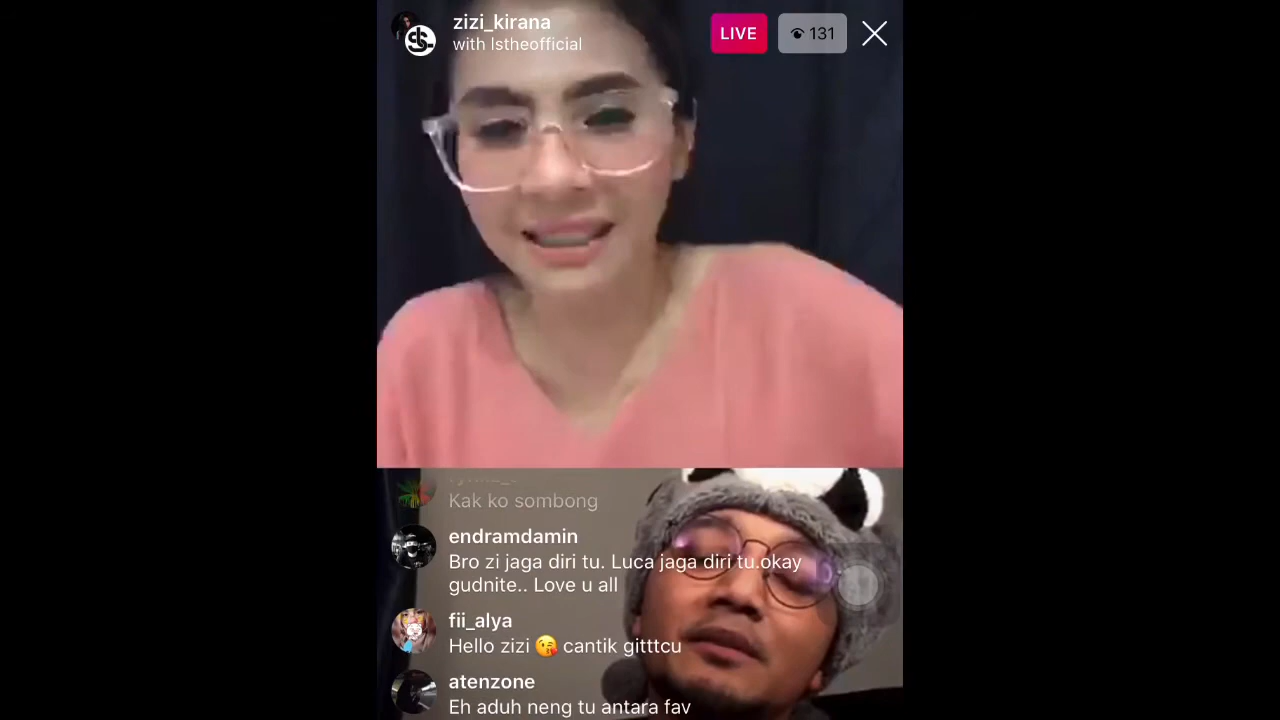 zizi_kirana
with lstheofficial
LIVE
131
Kak ko sombong
endramdamin
Bro zi jaga diri tu. Luca jaga diri tu.okay
gudnite.. Love u all
fii_alya
Hello zizi 😘 cantik gitttcu
atenzone
Eh aduh neng tu antara fav